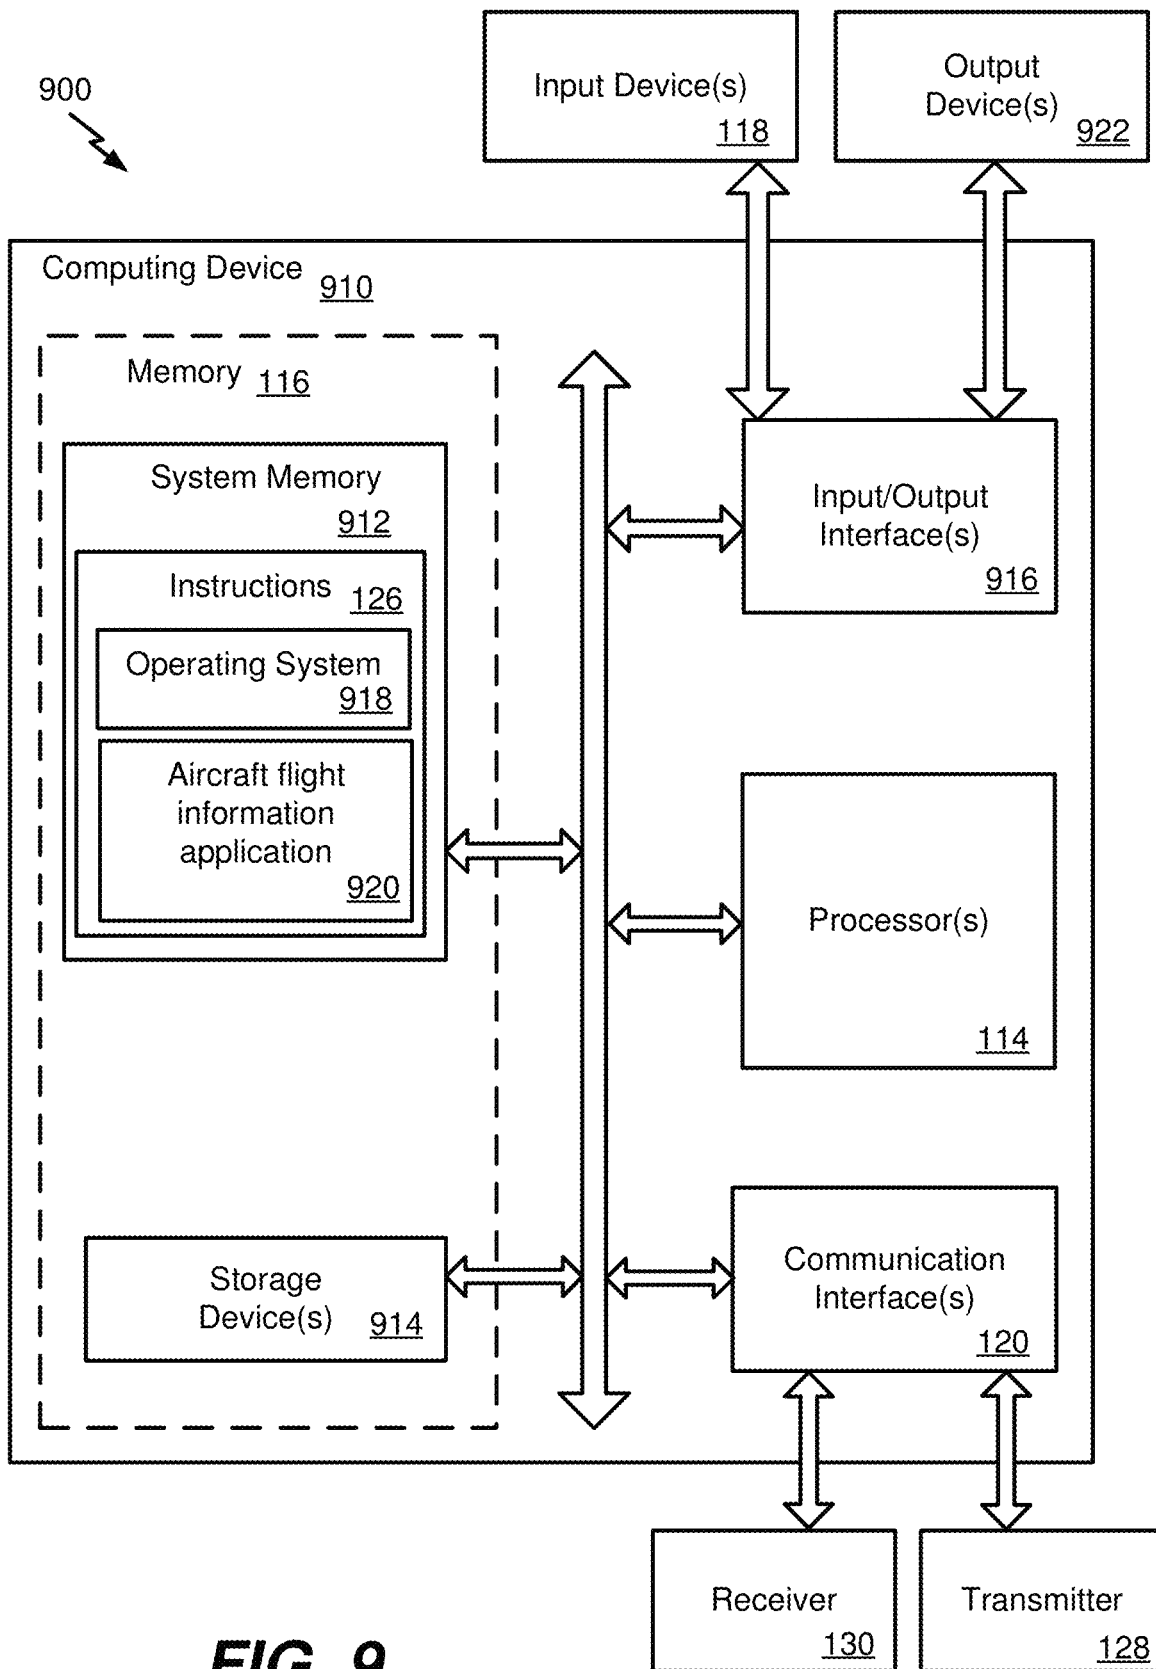 Input Device(s)
118
Output
Device(s)
922
900
Computing Device
910
Memory 116
System Memory
912
Instructions
126
Operating System
918
Aircraft flight
information
application
920
Storage
Device(s)
914
Input/Output
Interface(s)
916
Processor(s)
114
Communication
Interface(s)
120
Receiver
130
Transmitter
128
FIG. 9